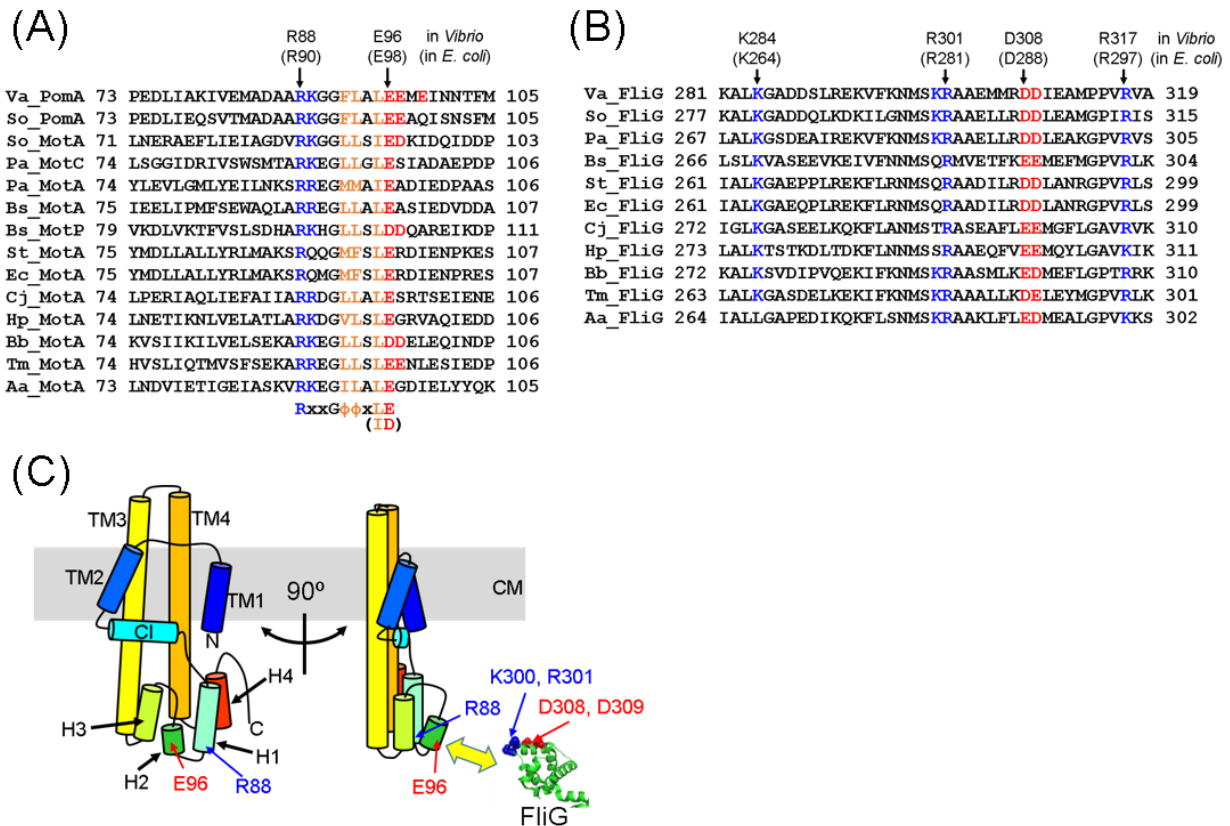 (A)
R88 E96 in Vibrio
(R90) (E98) (in E. coli)
Va_PomA 73 PEDLIAKIVEMADAARKGGFLALEEMEINNTFM 105
So_PomA 73 PEDLIEQSVTMADAARKGGFLALEEAQISNSFM 105
So_MotA 71 LNERAEFLIEIAGDVRKGGLLSIEDKIDQIDDP 103
Pa_MotC 74 LSGGIDRIVSWSMTARKEGLLGLESIADAEPDP 106
Pa_MotA 74 YLEVLGMLYEILNKSRREGMMAIEADIEDPAAS 106
Bs_MotA 75 IEELIPMFSEWAQLARREGLLALEASIEDVDDA 107
Bs_MotP 79 VKDLVKTFVSLSDHARKHGLLSLDDQAREIKDP 111
St_MotA 75 YMDLLALLYRLMAKSRQQGMFSLERDIENPKES 107
Ec_MotA 75 YMDLLALLYRLMAKSRQMGMFSLERDIENPRES 107
Cj_MotA 74 LPERIAQLIEFAIIARRDGLLALESRTSEIENE 106
Hp_MotA 74 LNETIKNLVELATLARKDGVLSLEGRVAQIEDD 106
Bb_MotA 74 KVSIIKKILVELSEKARKEGLLSLDDELEQINDP 106
Tm_MotA 74 HVSLIQTMVSFSEKARREGLLSLEENLESIEDP 106
Aa_MotA 73 LNDVIETIGEIASKVRKEGILALEGDIELYYQK 105
RxxGϕϕxLE
(ID)
(B)
K284 R301 D308 R317 in Vibrio
(K264) (R281) (D288) (R297) (in E. coli)
Va_FliG 281 KALKGADDSLREKVFKNMSKRAAEMMRDDIEAMPPVRVA 319
So_FliG 277 KALKGADDQLKDKILGNMSKRAAELLRDDLEAMGPIRIS 315
Pa_FliG 267 IALKGSDEAIREKVFKNMSKRAAELLRDDLEAKGPVRVS 305
Bs_FliG 266 LSLKVASEEVKEIVFNNMSQRMVETFKEEMEFMGPVRLK 304
St_FliG 261 IALKGAEPPLREKFLRNMSQRAADILRDDLANRGPVRLS 299
Ec_FliG 261 IALKGAEQPLREKFLRNMSQRAADILRDDLANRGPVRLS 299
Cj_FliG 272 IGLKGASEELKEKFLKNMSTRASEAFLEEMGFVGAVRVK 310
Hp_FliG 273 LALKTSTKDLTDKFLNNMSSRAAEQFVEEMQYLGAVKIK 311
Bb_FliG 272 KALKSVDIPVQEKIFKNMSKRAASMLKEDMEFLGPTRRK 310
Tm_FliG 263 LALKGASDELKEKIFKNMSKRAAALLKDELEYMGPVRLK 301
Aa_FliG 264 IALLGAPEDIKQKFLSNMSKRAAKLFLEDMEALGPVKKS 302
(C)
TM3 TM4
TM2
TM1
CI
N
90º
CM
H4
H3
C
H2
H1
E96
R88
K300, R301
R88
D308, D309
E96
FliG